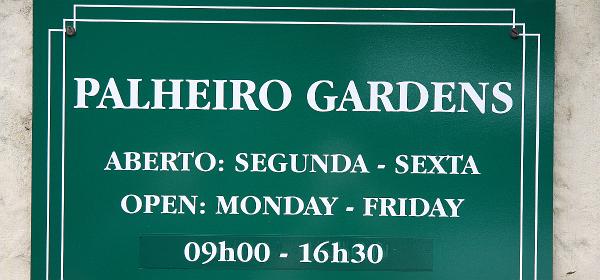 PALHEIRO GARDENS
ABERTO: SEGUNDA - SEXTA
OPEN: MONDAY - FRIDAY
09h00 - 16h30